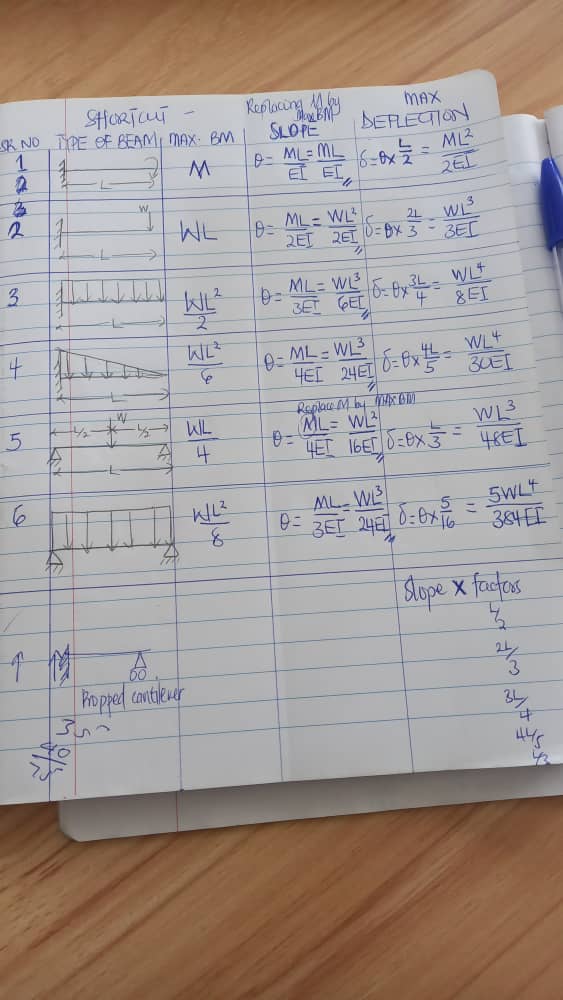 SHORTCUT - Replacing M by Max BM MAX
SR NO TYPE OF BEAM MAX. BM SLOPE DEFLECTION
1 L M θ = ML/EI = ML/EI δ = θ x L/2 = ML²/2EI
2
3
2 W L WL θ = ML/2EI = WL²/2EI δ = θ x 2L/3 = WL³/3EI
3 L WL²/2 θ = ML/3EI = WL³/6EI δ = θ x 3L/4 = WL⁴/8EI
4 L WL²/6 θ = ML/4EI = WL³/24EI δ = θ x 4L/5 = WL⁴/30EI
Replace M by MAX BM
5 L/2 W L/2 L WL/4 θ = ML/4EI = WL²/16EI δ = θ x L/3 = WL³/48EI
6 WL²/8 θ = ML/3EI = WL³/24EI δ = θ x 5/16 = 5WL⁴/384EI
Slope x factors
L/2
2L/3
3L/4
4L/5
L/3
Propped cantilever